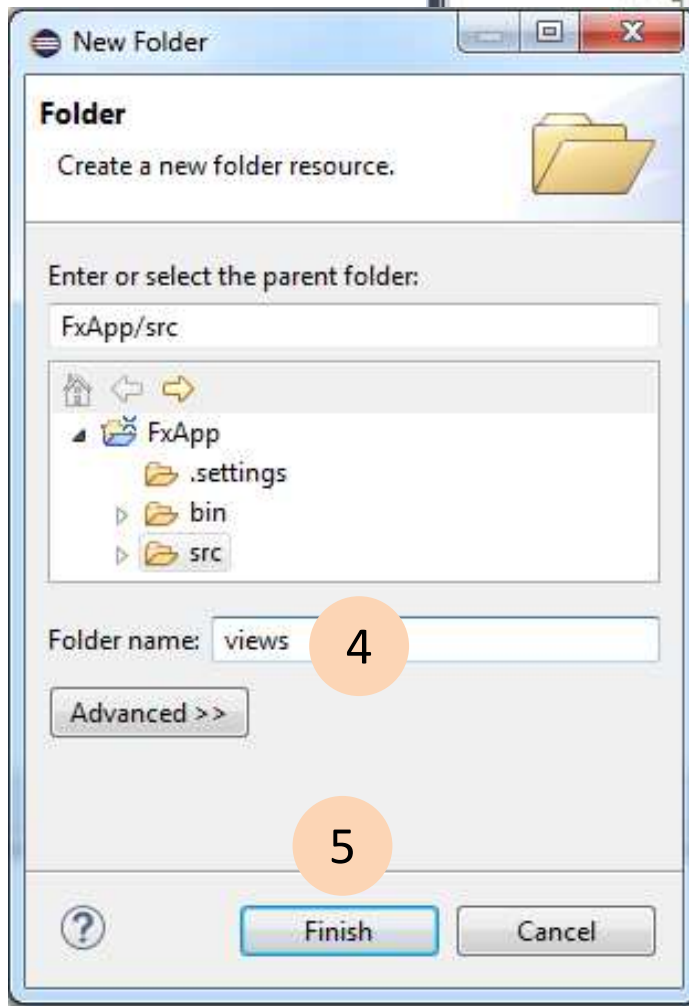 New Folder
Folder
Create a new folder resource.
Enter or select the parent folder:
FxApp/src
FxApp
.settings
bin
src
Folder name: views 4
Advanced >>
5
Finish Cancel